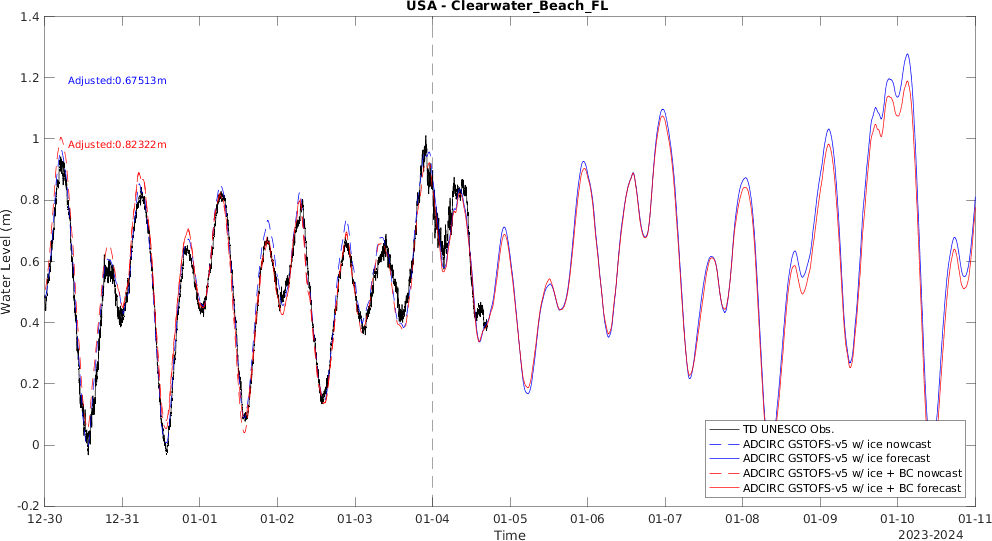 USA - Clearwater_Beach_FL
1.4
1.2
1
0.8
0.6
0.4
0.2
0
-0.2
Water Level (m)
Adjusted:0.67513m
Adjusted:0.82322m
TD UNESCO Obs.
ADCIRC GSTOFS-v5 w/ ice nowcast
ADCIRC GSTOFS-v5 w/ ice forecast
ADCIRC GSTOFS-v5 w/ ice + BC nowcast
ADCIRC GSTOFS-v5 w/ ice + BC forecast
12-30 12-31 01-01 01-02 01-03 01-04 01-05 01-06 01-07 01-08 01-09 01-10 01-11
Time
2023-2024